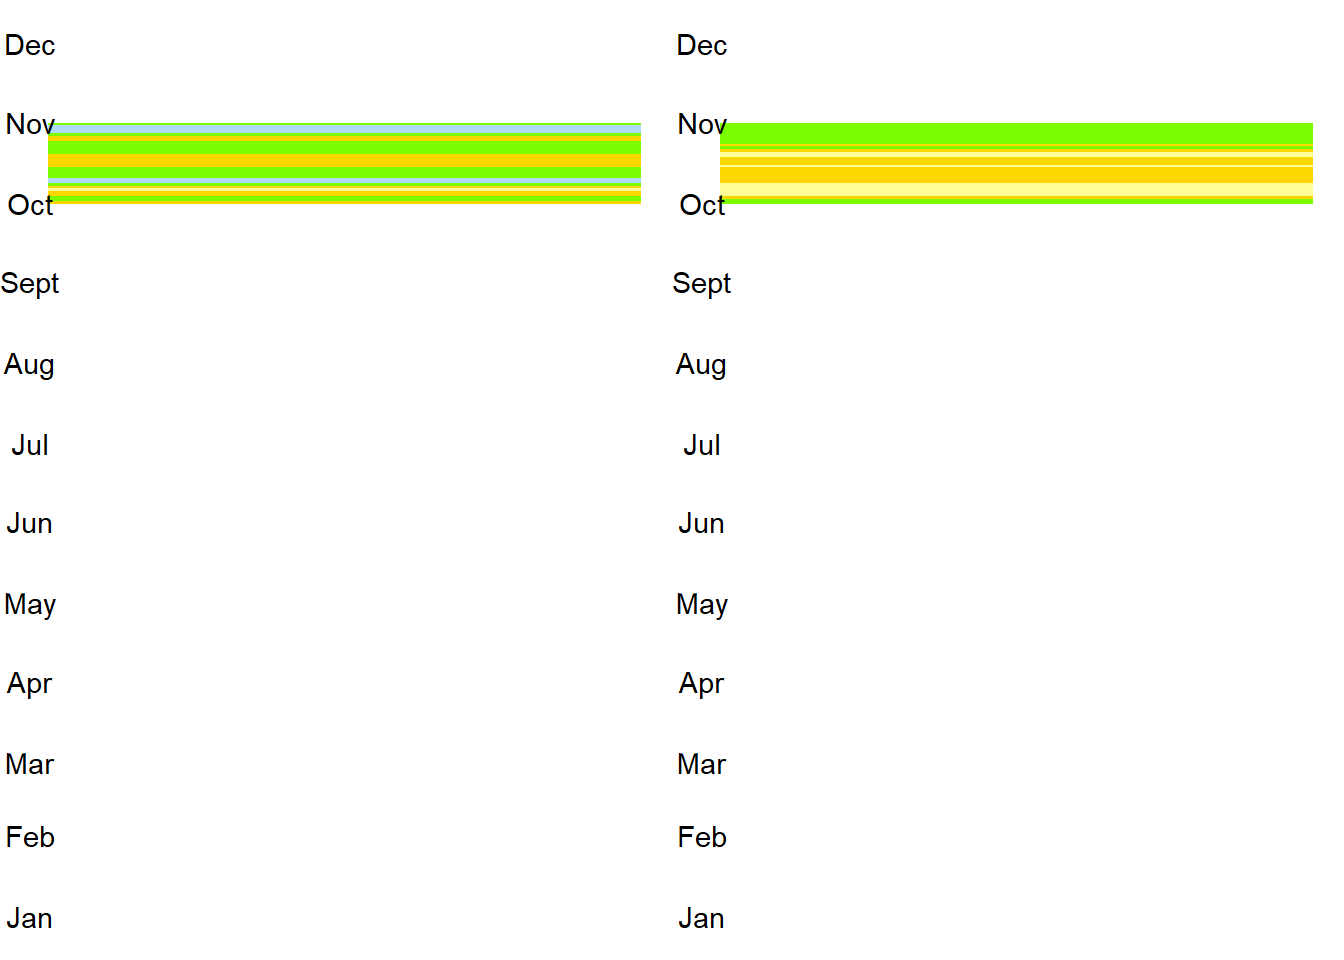 Dec Dec
Nov Nov
Oct Oct
Sept Sept
Aug Aug
Jul Jul
Jun Jun
May May
Apr Apr
Mar Mar
Feb Feb
Jan Jan